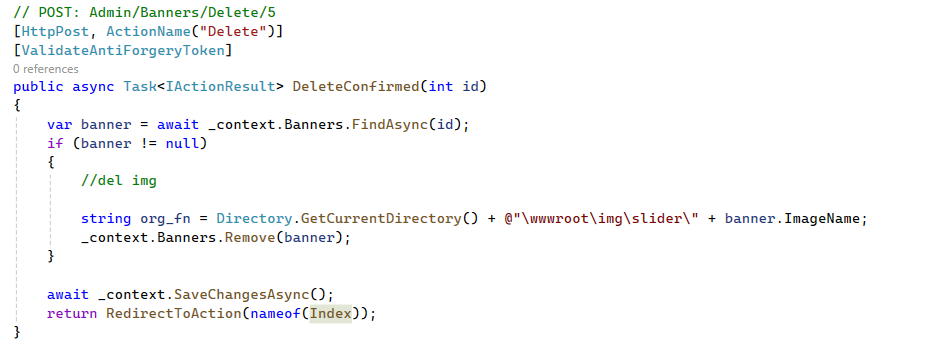 // POST: Admin/Banners/Delete/5
[HttpPost, ActionName("Delete")]
[ValidateAntiForgeryToken]
0 references
public async Task<IActionResult> DeleteConfirmed(int id)
{
    var banner = await _context.Banners.FindAsync(id);
    if (banner != null)
    {
        //del img
        string org_fn = Directory.GetCurrentDirectory() + @"\wwwroot\img\slider\" + banner.ImageName;
        _context.Banners.Remove(banner);
    }
    await _context.SaveChangesAsync();
    return RedirectToAction(nameof(Index));
}